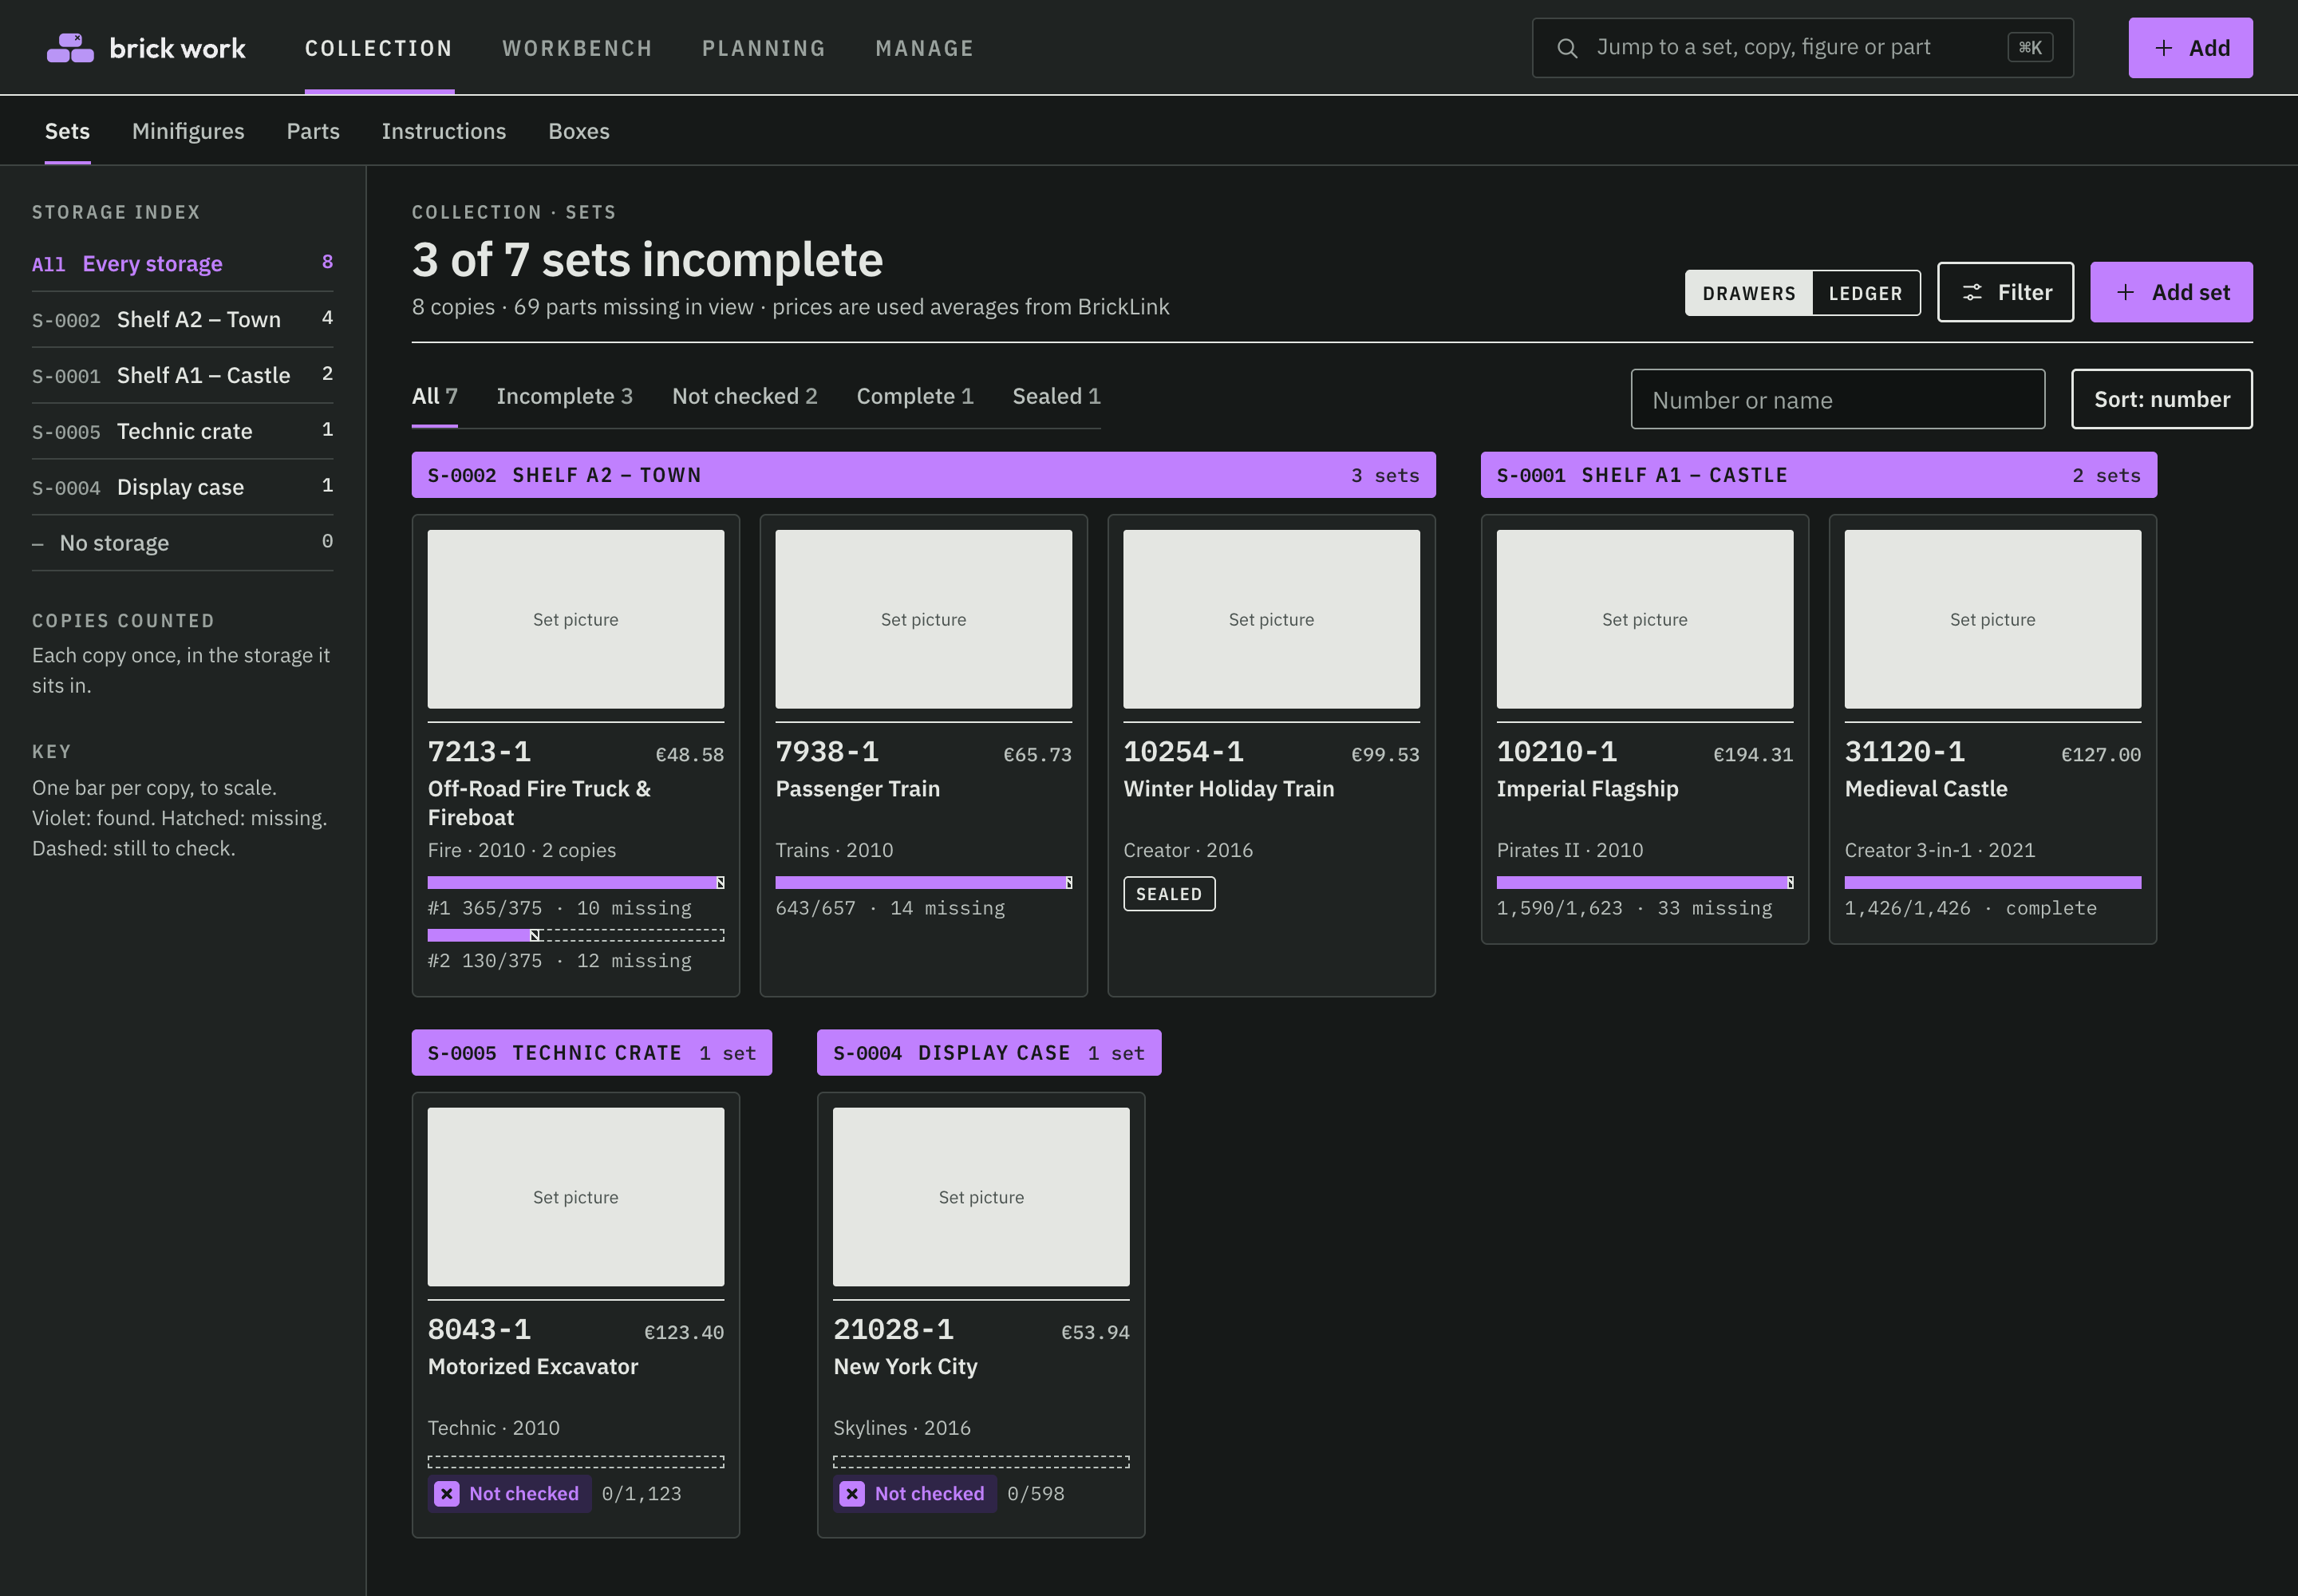 brick work
COLLECTION WORKBENCH PLANNING MANAGE
Jump to a set, copy, figure or part ⌘K
+ Add
Sets Minifigures Parts Instructions Boxes
STORAGE INDEX
All Every storage 8
S-0002 Shelf A2 – Town 4
S-0001 Shelf A1 – Castle 2
S-0005 Technic crate 1
S-0004 Display case 1
– No storage 0
COPIES COUNTED
Each copy once, in the storage it
sits in.
KEY
One bar per copy, to scale.
Violet: found. Hatched: missing.
Dashed: still to check.
COLLECTION · SETS
3 of 7 sets incomplete
8 copies · 69 parts missing in view · prices are used averages from BrickLink
DRAWERS LEDGER
Filter
+ Add set
All 7 Incomplete 3 Not checked 2 Complete 1 Sealed 1
Number or name
Sort: number
S-0002 SHELF A2 – TOWN 3 sets
Set picture
7213-1 €48.58
Off-Road Fire Truck &
Fireboat
Fire · 2010 · 2 copies
#1 365/375 · 10 missing
#2 130/375 · 12 missing
Set picture
7938-1 €65.73
Passenger Train
Trains · 2010
643/657 · 14 missing
Set picture
10254-1 €99.53
Winter Holiday Train
Creator · 2016
SEALED
S-0001 SHELF A1 – CASTLE 2 sets
Set picture
10210-1 €194.31
Imperial Flagship
Pirates II · 2010
1,590/1,623 · 33 missing
Set picture
31120-1 €127.00
Medieval Castle
Creator 3-in-1 · 2021
1,426/1,426 · complete
S-0005 TECHNIC CRATE 1 set
Set picture
8043-1 €123.40
Motorized Excavator
Technic · 2010
Not checked 0/1,123
S-0004 DISPLAY CASE 1 set
Set picture
21028-1 €53.94
New York City
Skylines · 2016
Not checked 0/598